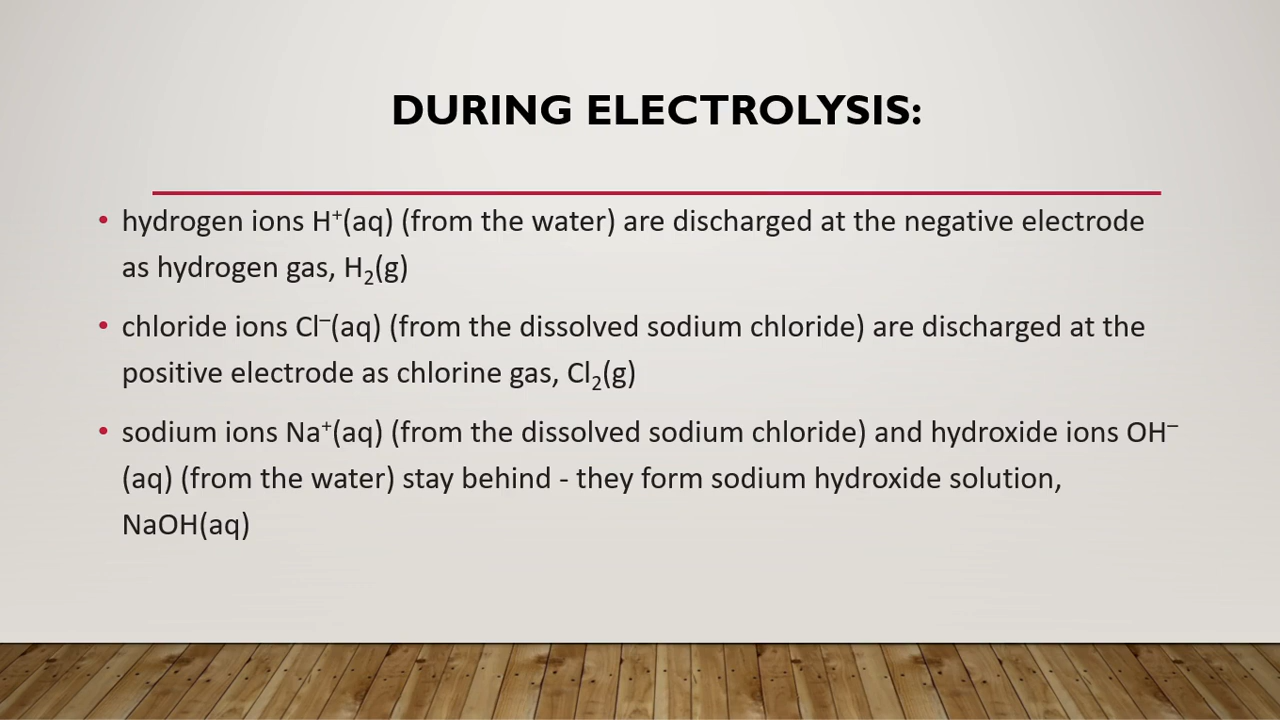 DURING ELECTROLYSIS:
• hydrogen ions H⁺(aq) (from the water) are discharged at the negative electrode
as hydrogen gas, H₂(g)
• chloride ions Cl⁻(aq) (from the dissolved sodium chloride) are discharged at the
positive electrode as chlorine gas, Cl₂(g)
• sodium ions Na⁺(aq) (from the dissolved sodium chloride) and hydroxide ions OH⁻
(aq) (from the water) stay behind - they form sodium hydroxide solution,
NaOH(aq)